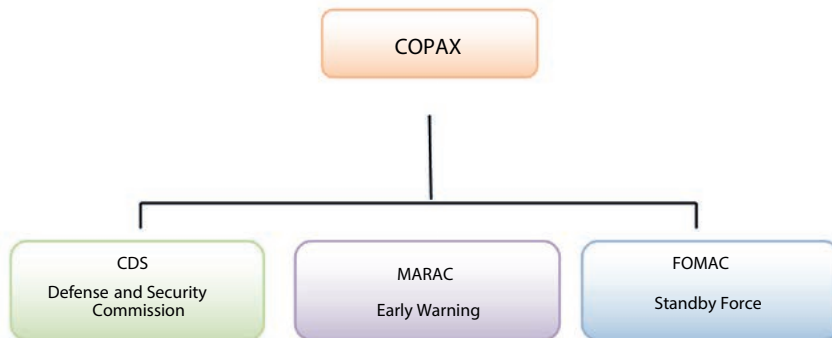 COPAX
CDS
Defense and Security
Commission
MARAC
Early Warning
FOMAC
Standby Force